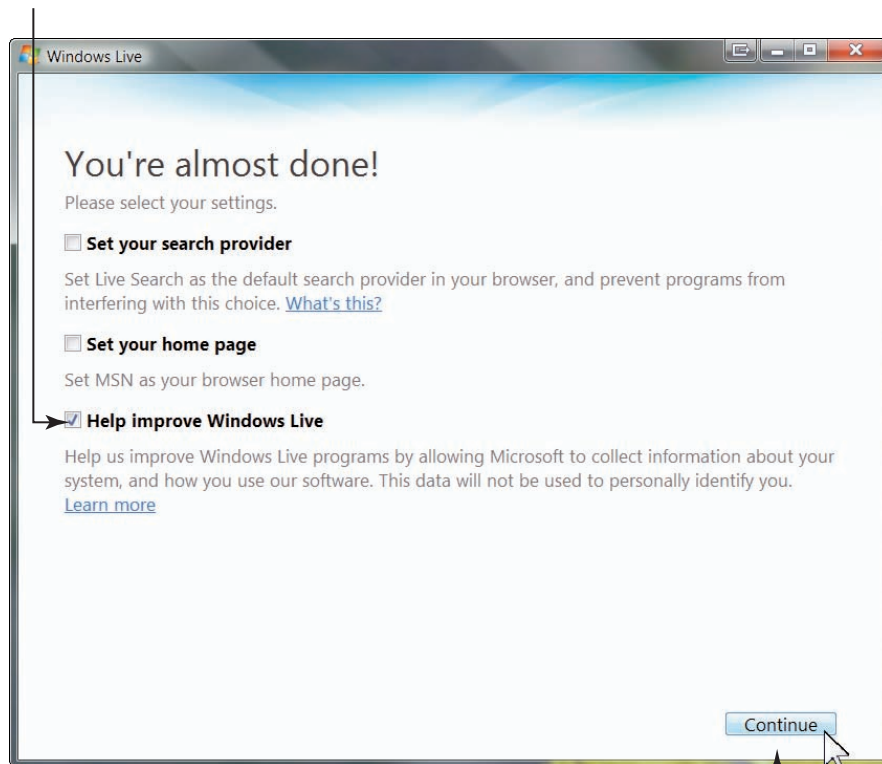 Windows Live
You're almost done!
Please select your settings.
Set your search provider
Set Live Search as the default search provider in your browser, and prevent programs from
interfering with this choice. What's this?
Set your home page
Set MSN as your browser home page.
Help improve Windows Live
Help us improve Windows Live programs by allowing Microsoft to collect information about your
system, and how you use our software. This data will not be used to personally identify you.
Learn more
Continue